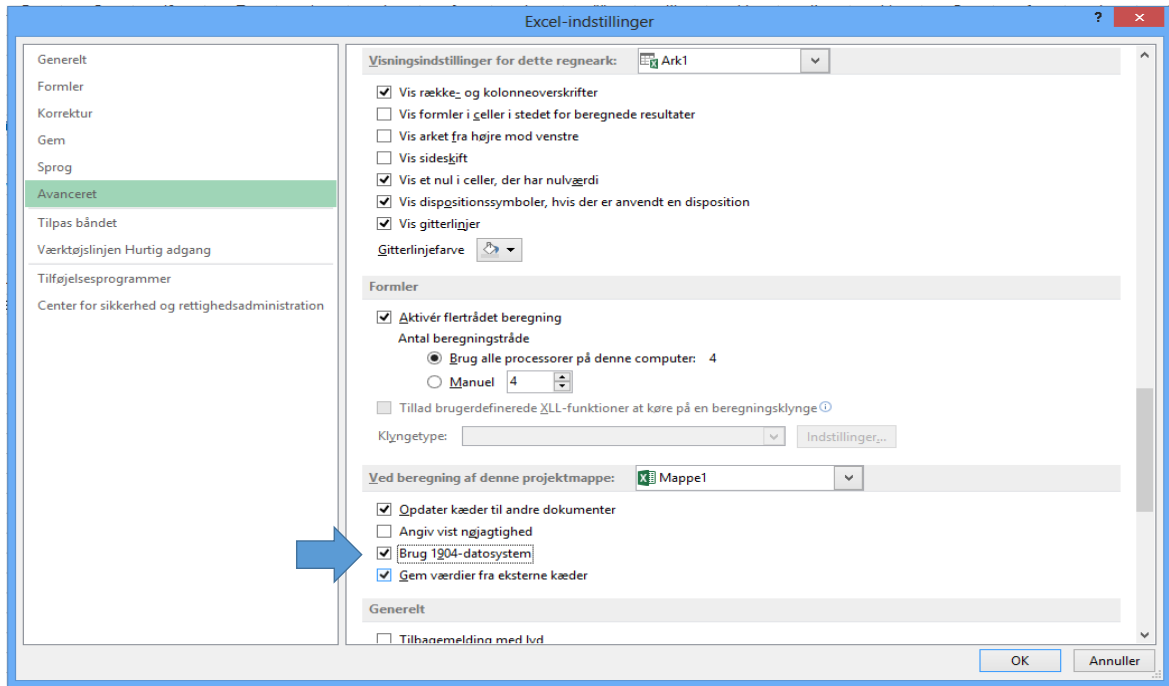 Excel-indstillinger
?
Generelt
Formler
Korrektur
Gem
Sprog
Avanceret
Tilpas båndet
Værktøjslinjen Hurtig adgang
Tilføjelsesprogrammer
Center for sikkerhed og rettighedsadministration
Visningsindstillinger for dette regneark: Ark1
Vis række- og kolonneoverskrifter
Vis formler i celler i stedet for beregnede resultater
Vis arket fra højre mod venstre
Vis sideskift
Vis et nul i celler, der har nulværdi
Vis dispositionssymboler, hvis der er anvendt en disposition
Vis gitterlinjer
Gitterlinjefarve
Formler
Aktivér flertrådet beregning
Antal beregningstråde
Brug alle processorer på denne computer: 4
Manuel 4
Tillad brugerdefinerede XLL-funktioner at køre på en beregningsklynge
Klyngetype: Indstillinger...
Ved beregning af denne projektmappe: Mappe1
Opdater kæder til andre dokumenter
Angiv vist nøjagtighed
Brug 1904-datosystem
Gem værdier fra eksterne kæder
Generelt
Tilbagemelding med lyd
OK Annuller